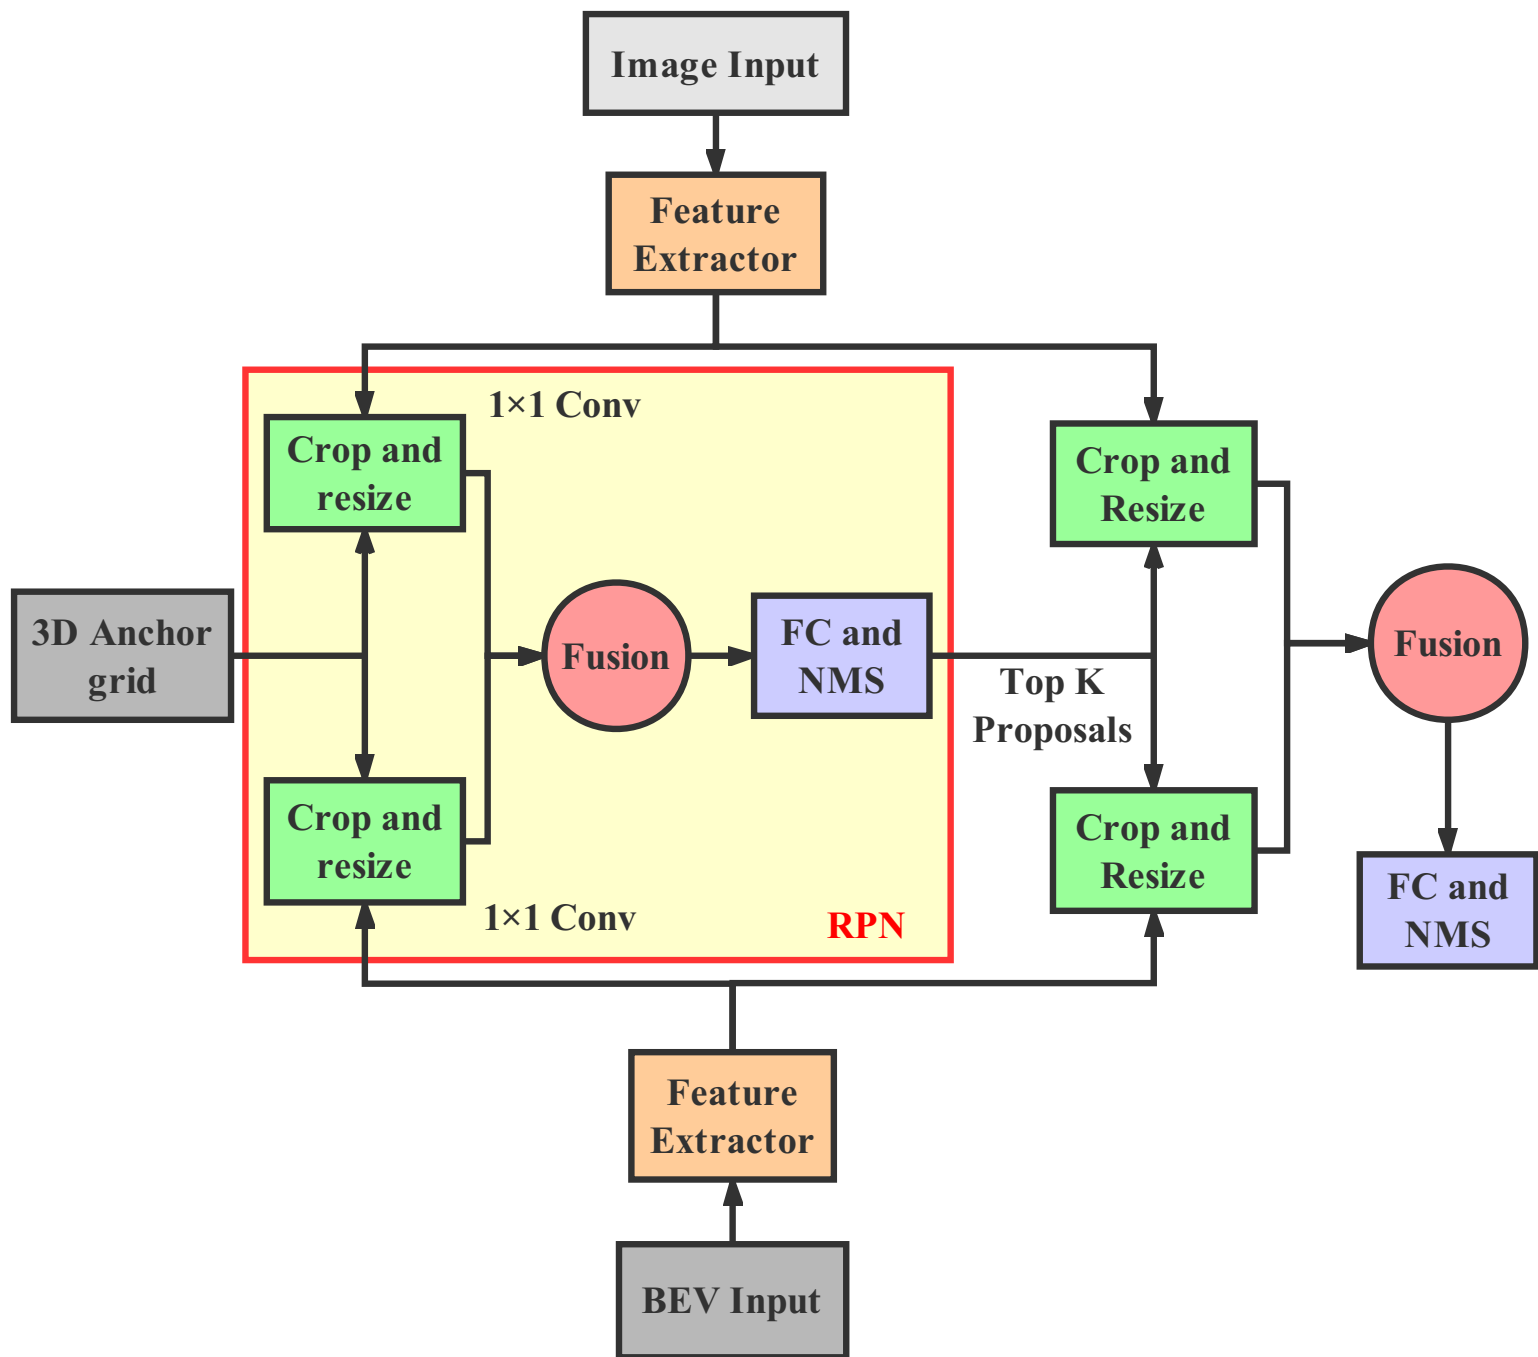 Image Input
Feature
Extractor
1×1 Conv
Crop and
resize
Crop and
Resize
3D Anchor
grid
Fusion
FC and
NMS
Top K
Proposals
Fusion
Crop and
resize
Crop and
Resize
1×1 Conv
RPN
FC and
NMS
Feature
Extractor
BEV Input